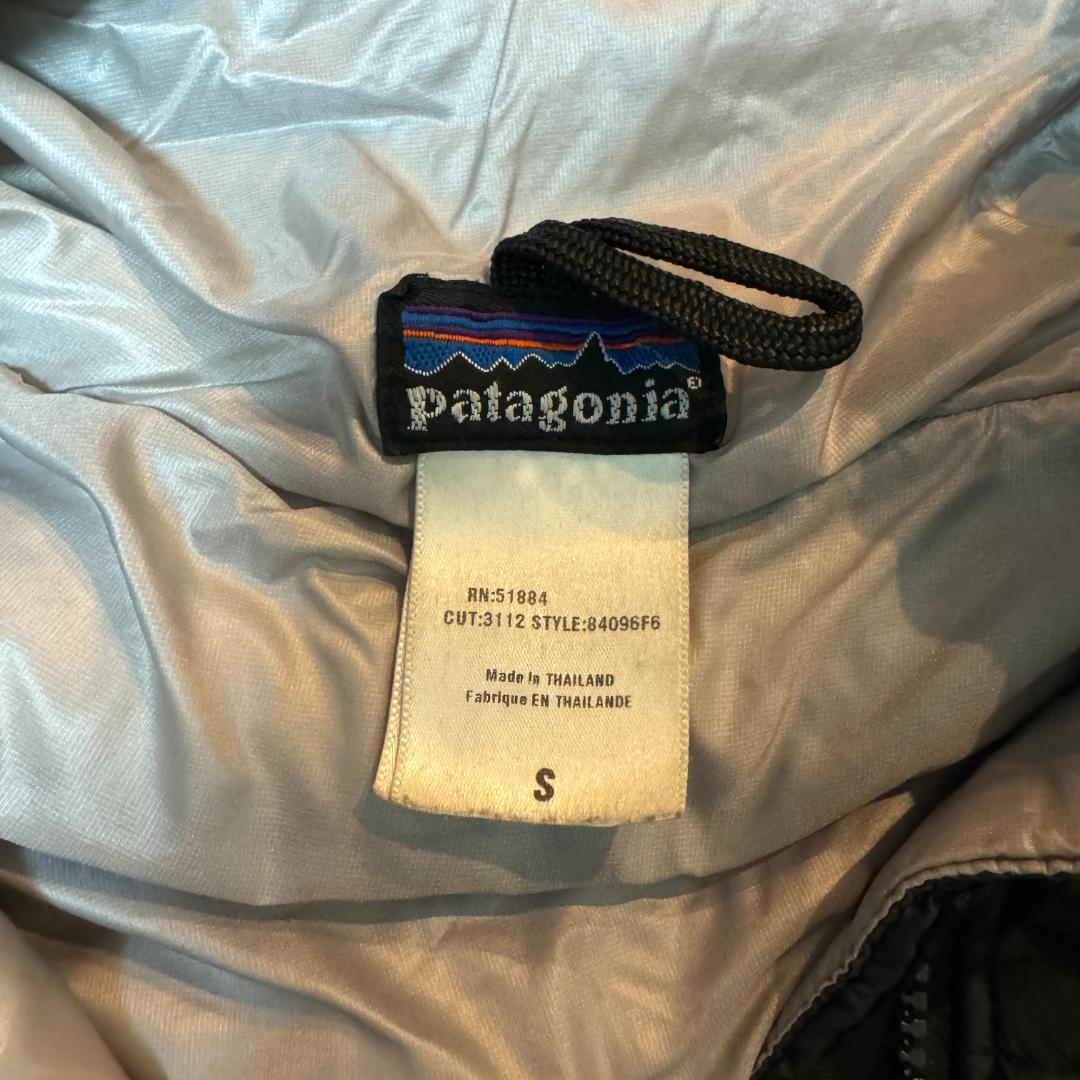 patagonia®
RN:51884
CUT:3112 STYLE:84096F6
Made In THAILAND
Fabrique EN THAILANDE
S